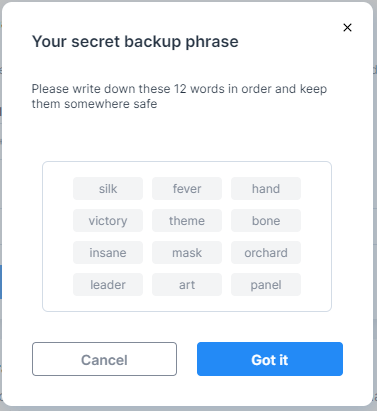 Your secret backup phrase
Please write down these 12 words in order and keep
them somewhere safe
silk fever hand
victory theme bone
insane mask orchard
leader art panel
Cancel Got it